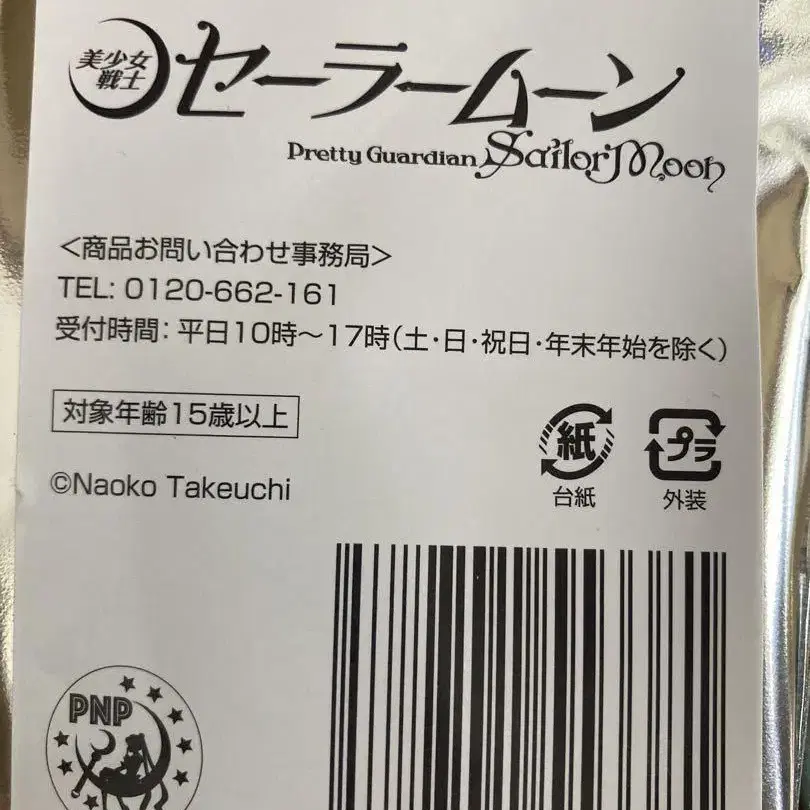 美少女
戦士
セーラームーン
Pretty Guardian Sailor Moon
＜商品お問い合わせ事務局＞
TEL: 0120-662-161
受付時間：平日10時～17時（土・日・祝日・年末年始を除く）
対象年齢15歳以上
©Naoko Takeuchi
紙
台紙
プラ
外装
PNP